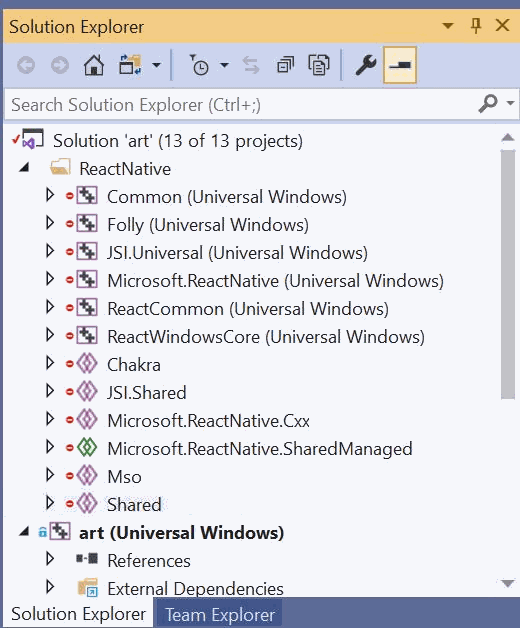 Solution Explorer
Search Solution Explorer (Ctrl+;)
Solution 'art' (13 of 13 projects)
ReactNative
Common (Universal Windows)
Folly (Universal Windows)
JSI.Universal (Universal Windows)
Microsoft.ReactNative (Universal Windows)
ReactCommon (Universal Windows)
ReactWindowsCore (Universal Windows)
Chakra
JSI.Shared
Microsoft.ReactNative.Cxx
Microsoft.ReactNative.SharedManaged
Mso
Shared
art (Universal Windows)
References
External Dependencies
Solution Explorer Team Explorer